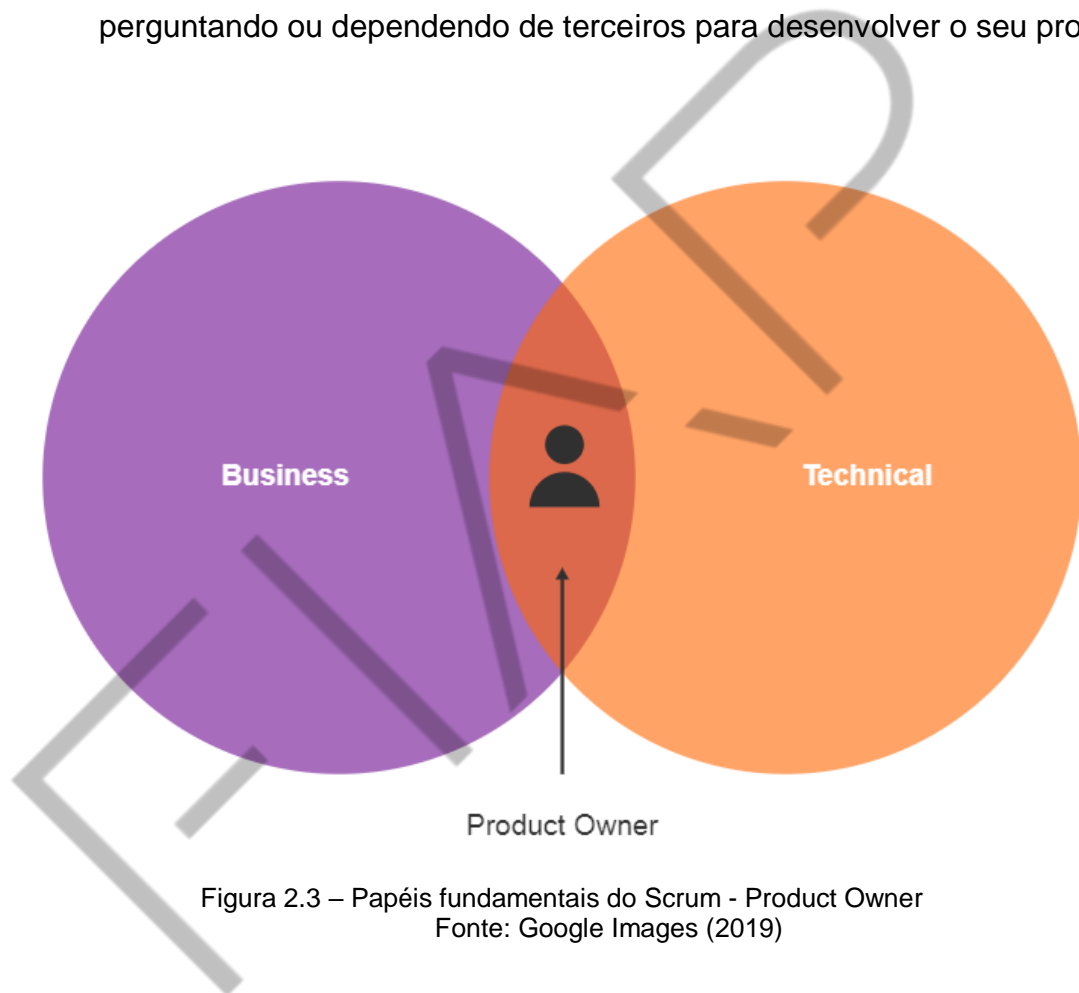 perguntando ou dependendo de terceiros para desenvolver o seu pro
Business
Technical
Product Owner
Figura 2.3 – Papéis fundamentais do Scrum - Product Owner
Fonte: Google Images (2019)
FIAP